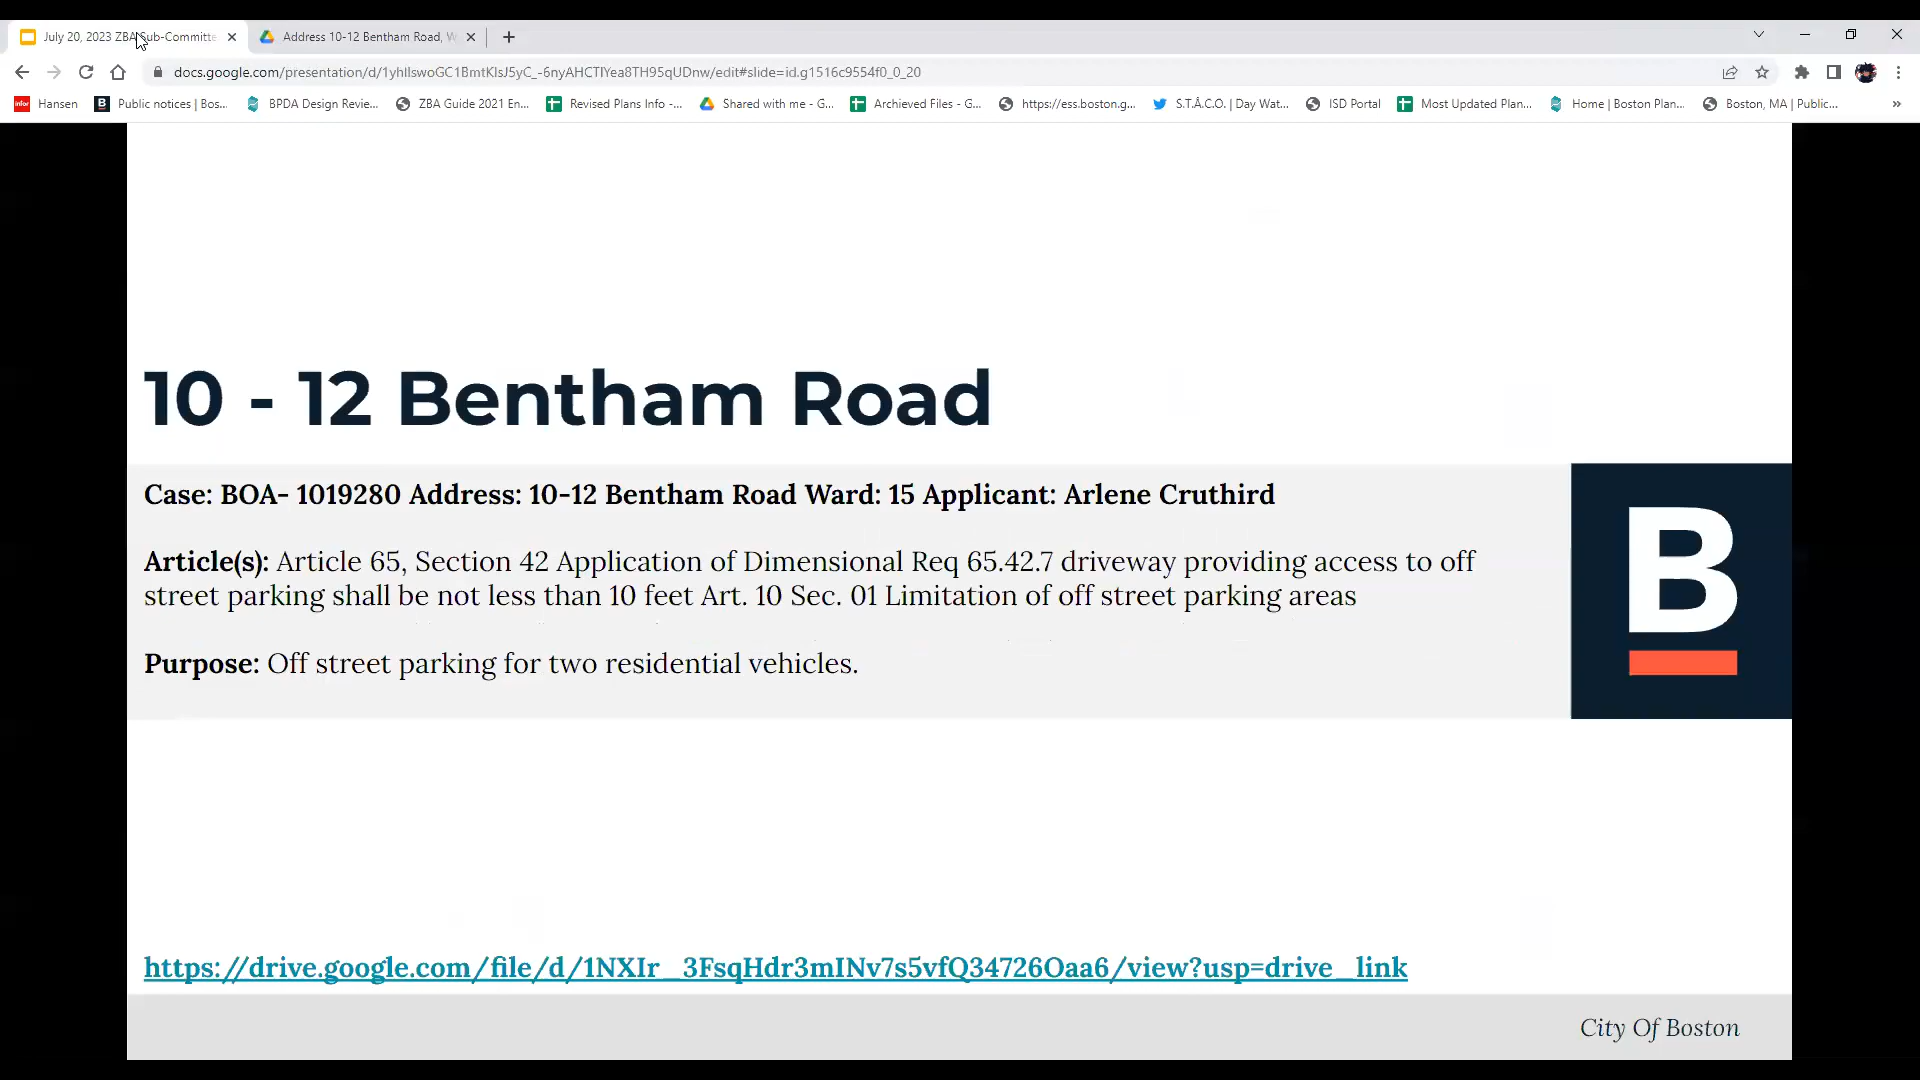 July 20, 2023 ZBA Sub-Committe
Address 10-12 Bentham Road, W
docs.google.com/presentation/d/1yhIlswoGC1BmtKlsJ5yC_-6nyAHCTlYea8TH95qUDnw/edit#slide=id.g1516c9554f0_0_20
infor Hansen
B Public notices | Bos...
BPDA Design Revie...
ZBA Guide 2021 En...
Revised Plans Info -...
Shared with me - G...
Archieved Files - G...
https://ess.boston.g...
S.T.Å.C.O. | Day Wat...
ISD Portal
Most Updated Plan...
Home | Boston Plan...
Boston, MA | Public...
10 - 12 Bentham Road
Case: BOA- 1019280 Address: 10-12 Bentham Road Ward: 15 Applicant: Arlene Cruthird
Article(s): Article 65, Section 42 Application of Dimensional Req 65.42.7 driveway providing access to off
street parking shall be not less than 10 feet Art. 10 Sec. 01 Limitation of off street parking areas
Purpose: Off street parking for two residential vehicles.
B
https://drive.google.com/file/d/1NXIr_3FsqHdr3mINv7s5vfQ34726Oaa6/view?usp=drive_link
City Of Boston